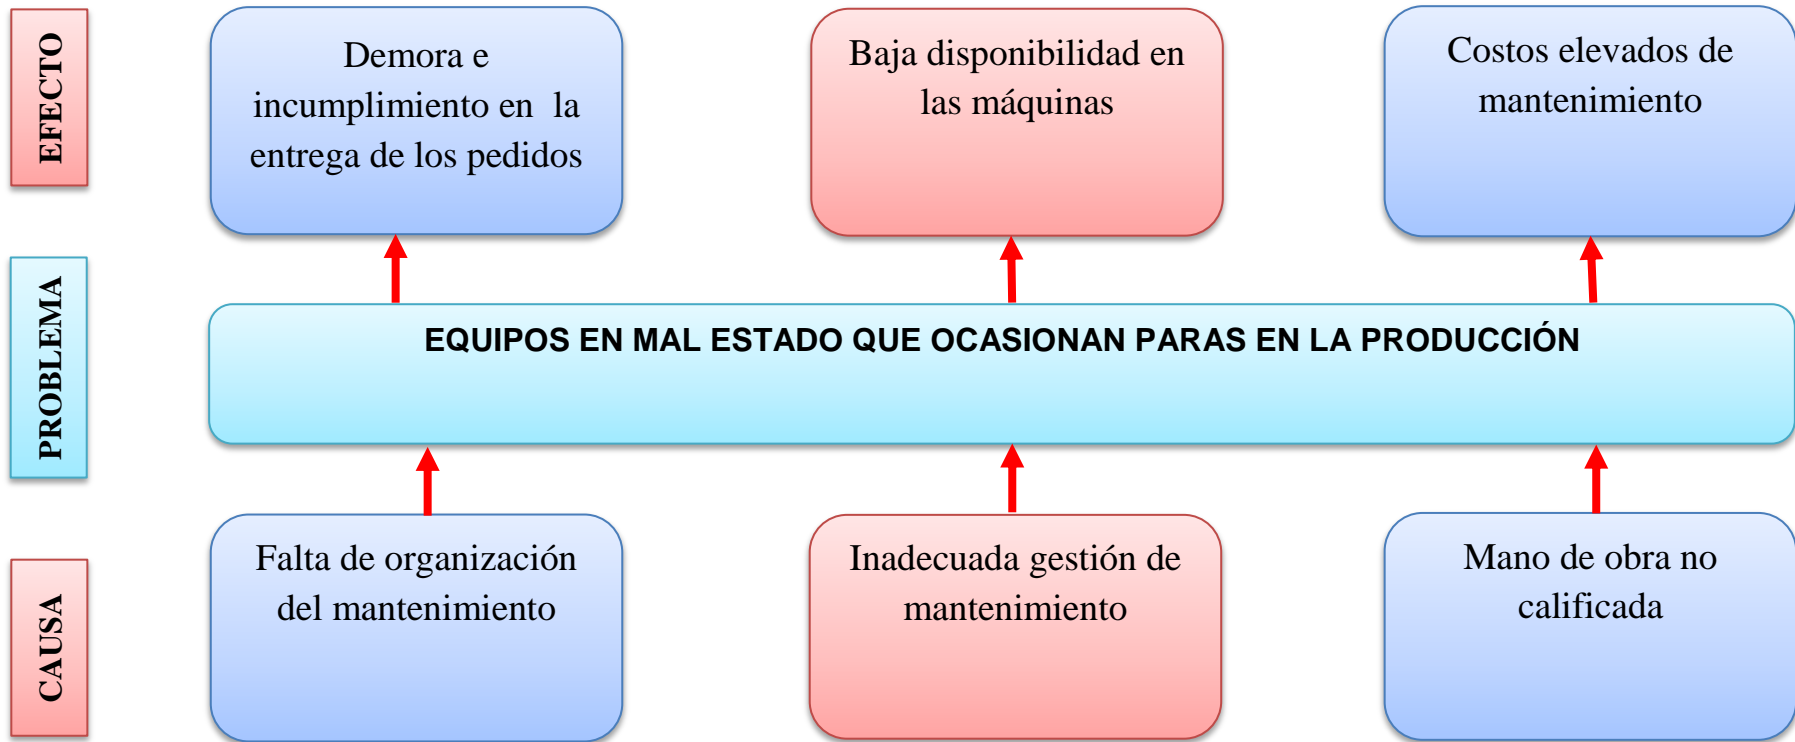 EFECTO
Demora e
incumplimiento en la
entrega de los pedidos
Baja disponibilidad en
las máquinas
Costos elevados de
mantenimiento
PROBLEMA
EQUIPOS EN MAL ESTADO QUE OCASIONAN PARAS EN LA PRODUCCIÓN
CAUSA
Falta de organización
del mantenimiento
Inadecuada gestión de
mantenimiento
Mano de obra no
calificada